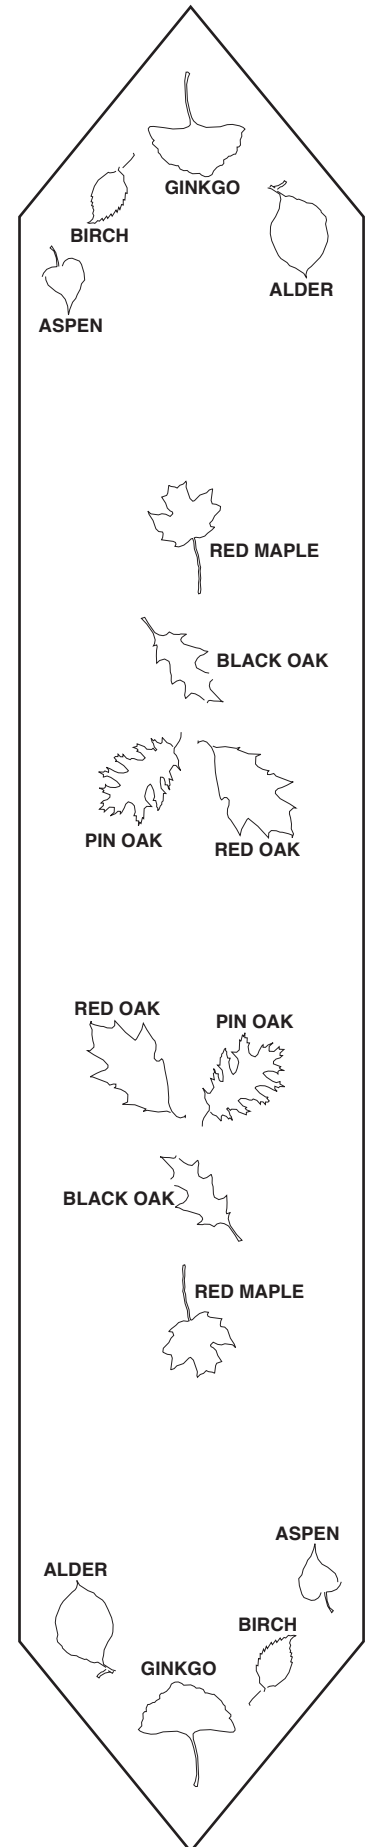 GINKGO
BIRCH
ALDER
ASPEN
RED MAPLE
BLACK OAK
PIN OAK
RED OAK
RED OAK
PIN OAK
BLACK OAK
RED MAPLE
ASPEN
ALDER
BIRCH
GINKGO